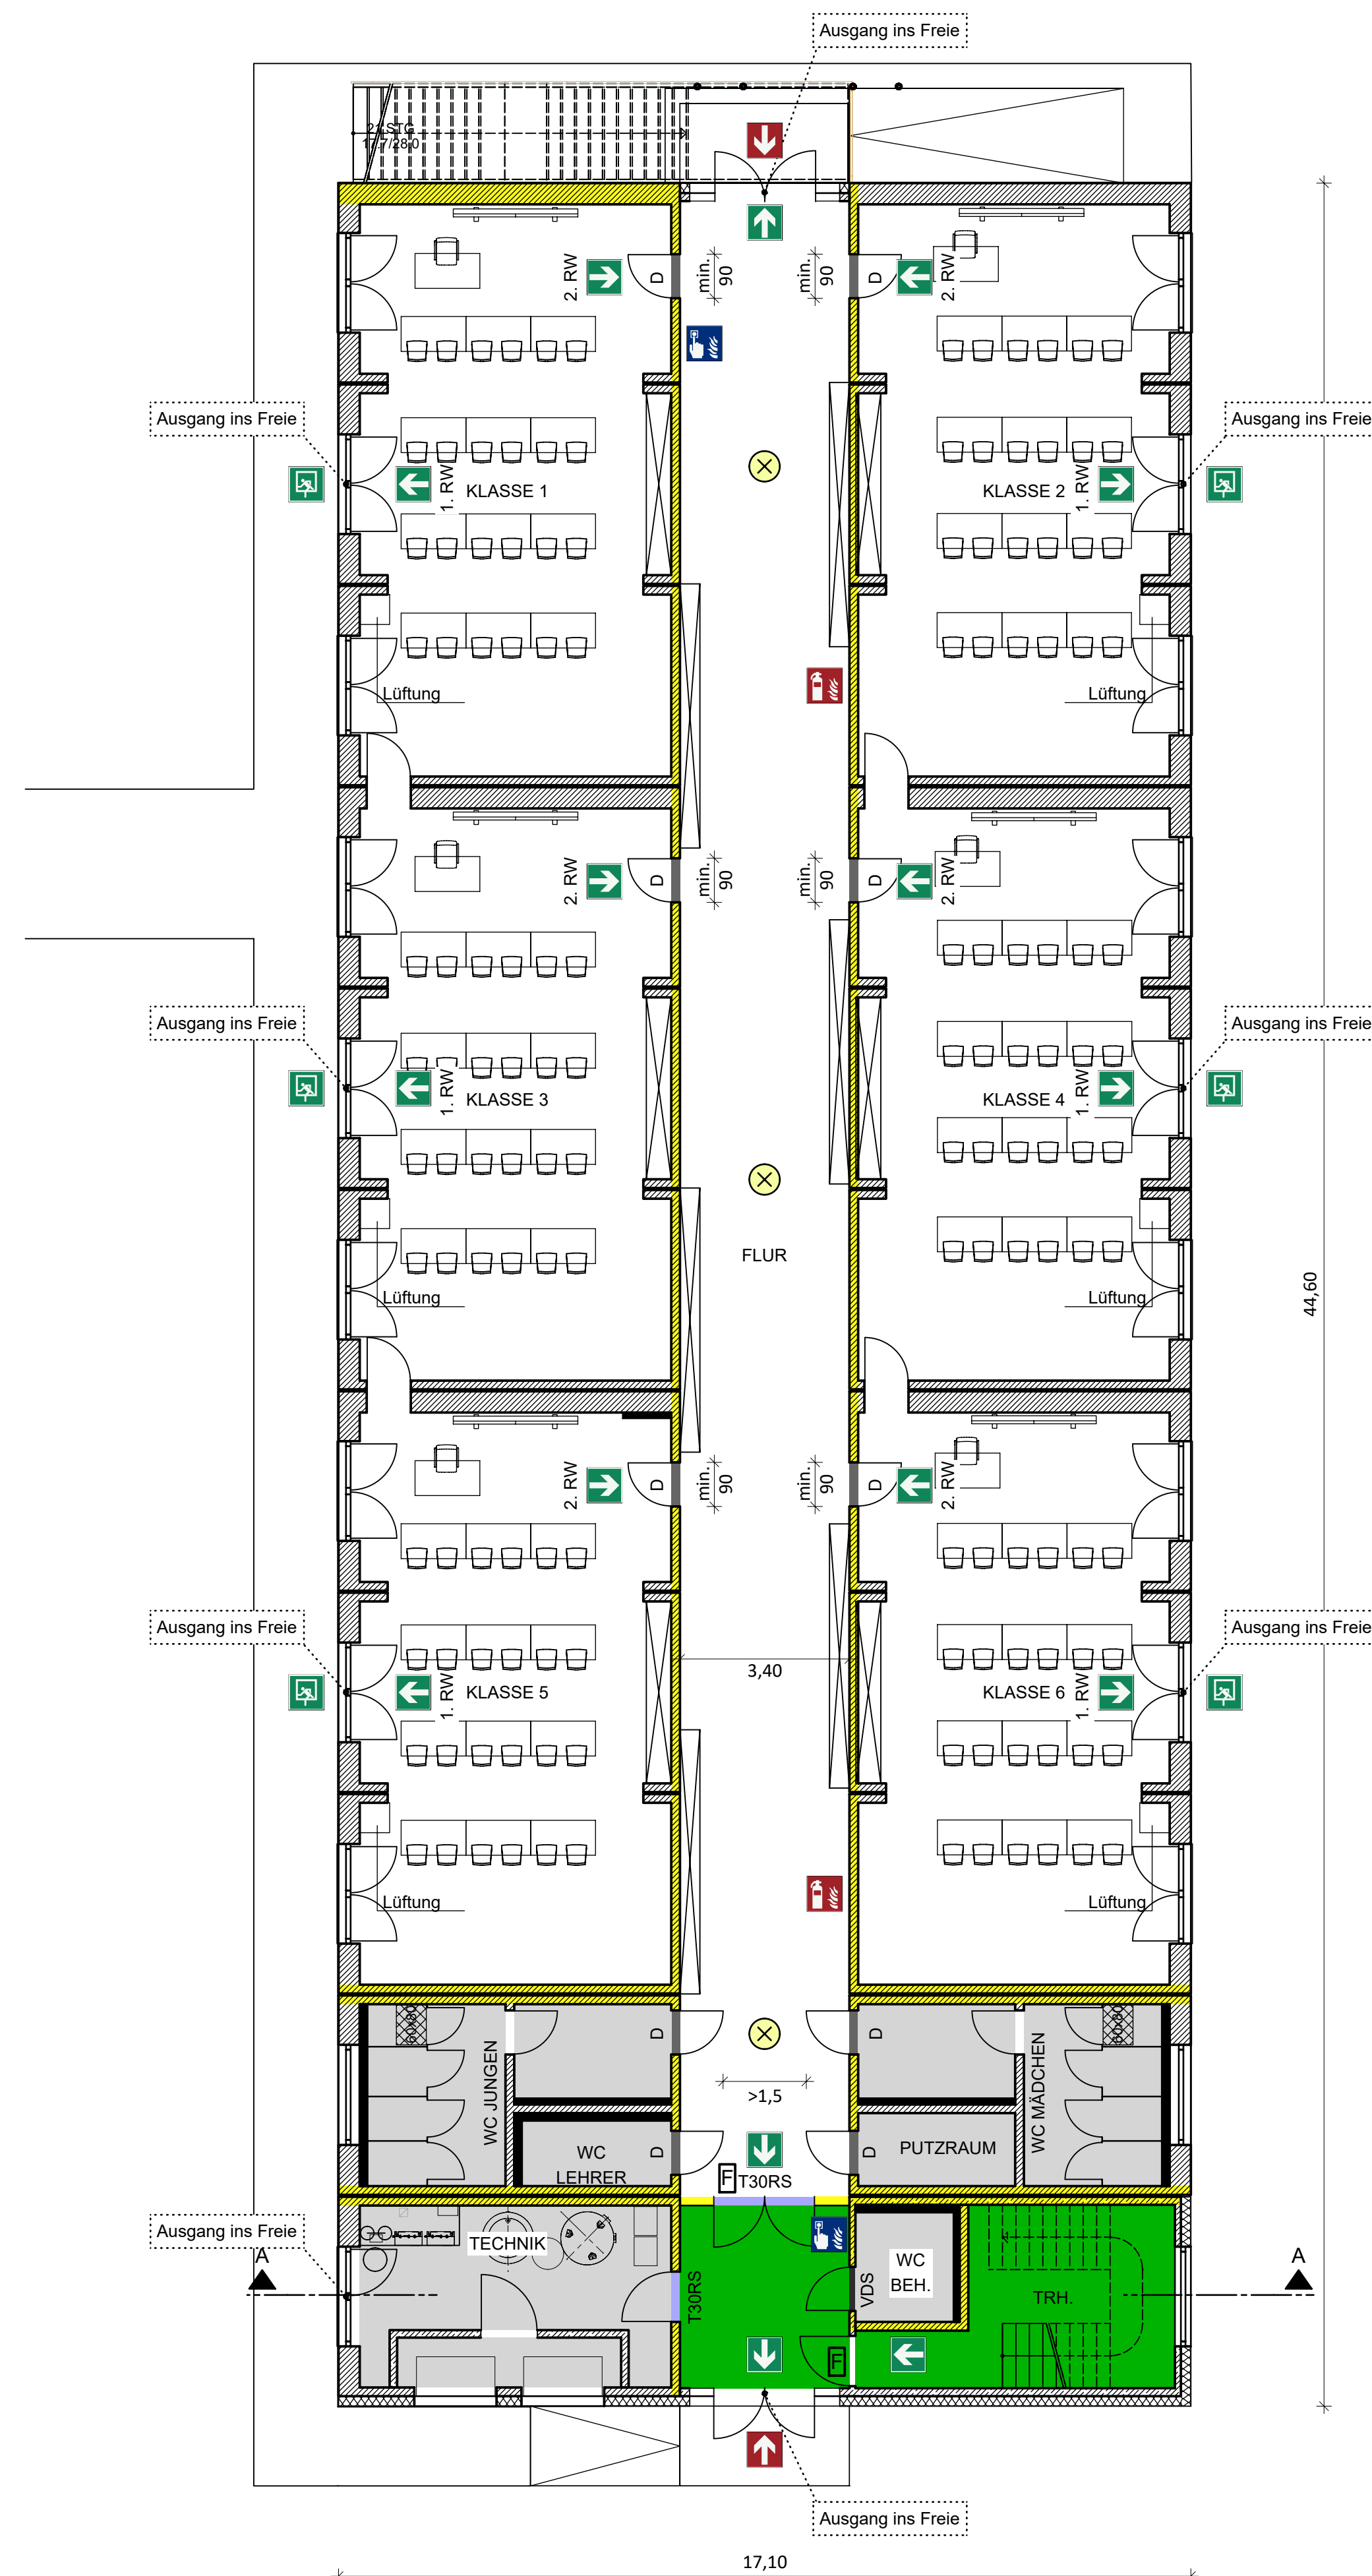 Ausgang ins Freie
21 STG
17.7/28.0
2. RW
D
min.
90
min.
90
D
2. RW
Ausgang ins Freie
Ausgang ins Freie
1. RW
KLASSE 1
KLASSE 2
1. RW
Lüftung
Lüftung
2. RW
D
min.
90
min.
90
D
2. RW
Ausgang ins Freie
Ausgang ins Freie
1. RW
KLASSE 3
KLASSE 4
1. RW
FLUR
44,60
Lüftung
Lüftung
2. RW
D
min.
90
min.
90
D
2. RW
Ausgang ins Freie
Ausgang ins Freie
3,40
1. RW
KLASSE 5
KLASSE 6
1. RW
Lüftung
Lüftung
60x80
D
D
60x80
WC JUNGEN
>1,5
WC MÄDCHEN
WC
LEHRER
D
D
PUTZRAUM
F
T30RS
Ausgang ins Freie
TECHNIK
A
WC
BEH.
A
T30RS
VDS
TRH.
F
Ausgang ins Freie
17,10